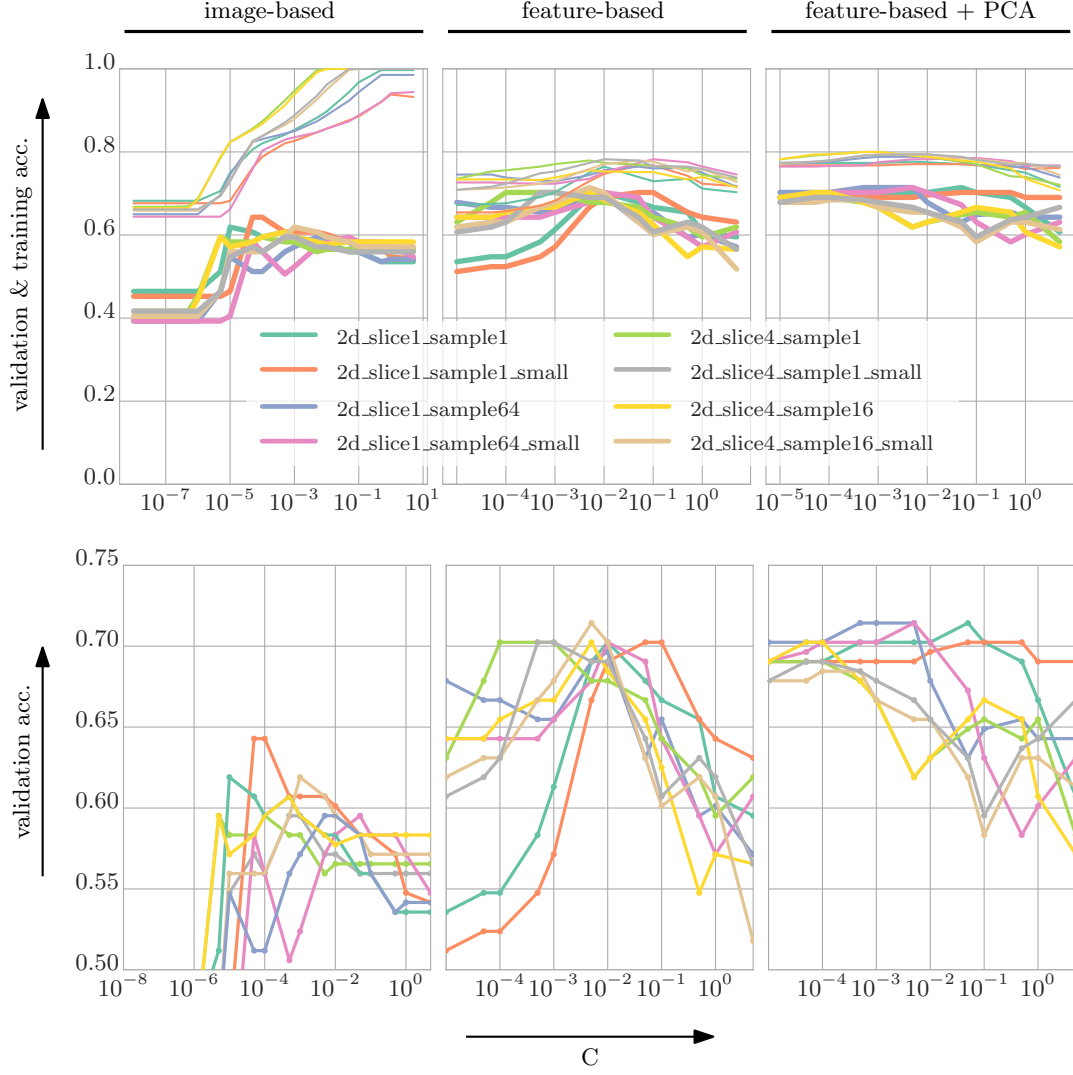 image-based feature-based feature-based + PCA
validation & training acc.
1.0
0.8
0.6
0.4
0.2
0.0
2d_slice1_sample1 2d_slice4_sample1
2d_slice1_sample1_small 2d_slice4_sample1_small
2d_slice1_sample64 2d_slice4_sample16
2d_slice1_sample64_small 2d_slice4_sample16_small
10^-7 10^-5 10^-3 10^-1 10^1 10^-4 10^-3 10^-2 10^-1 10^0 10^-5 10^-4 10^-3 10^-2 10^-1 10^0
validation acc.
0.75
0.70
0.65
0.60
0.55
0.50
10^-8 10^-6 10^-4 10^-2 10^0 10^-4 10^-3 10^-2 10^-1 10^0 10^-4 10^-3 10^-2 10^-1 10^0
C